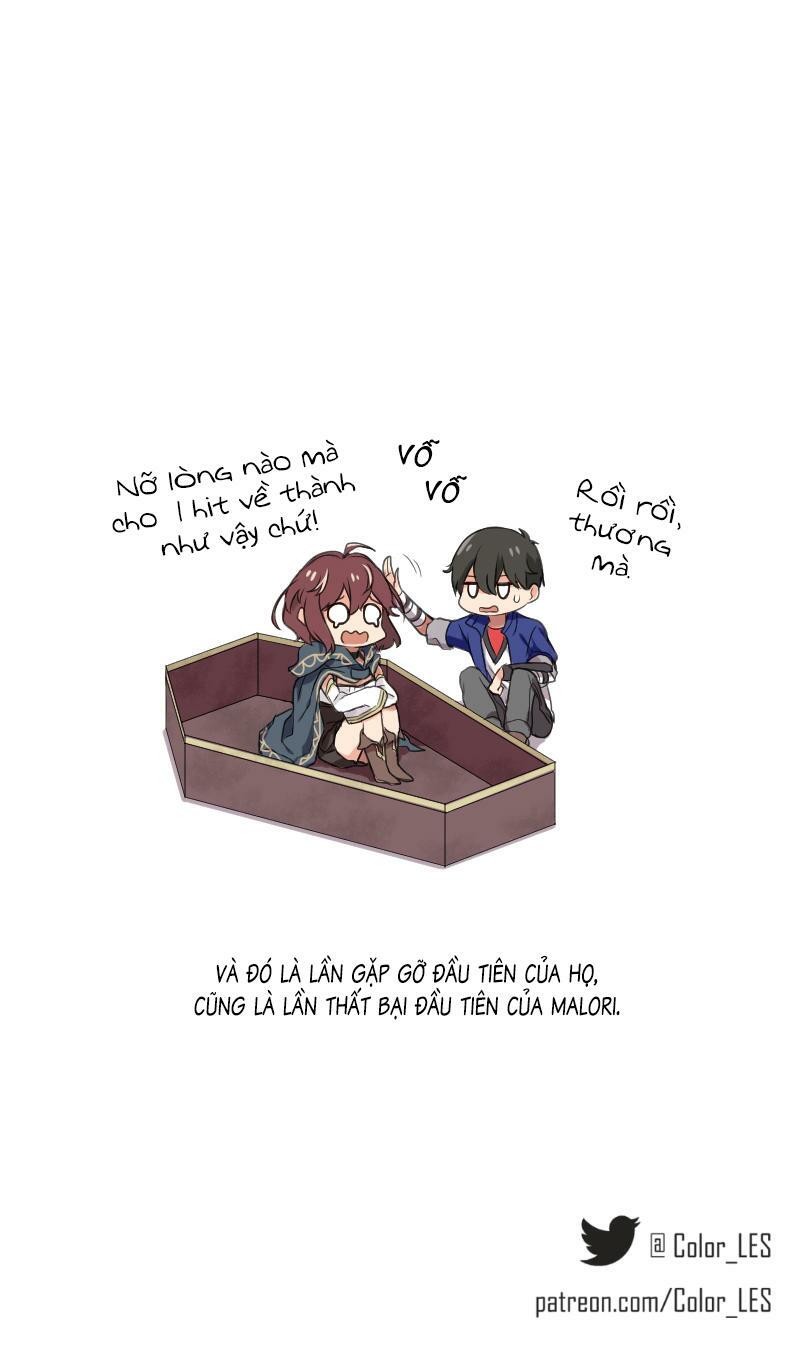 Nỡ lòng nào mà
cho 1 hit về thành
như vậy chứ!
VỖ
VỖ
Rồi rồi,
thương
mà.
VÀ ĐÓ LÀ LẦN GẶP GỠ ĐẦU TIÊN CỦA HỌ,
CŨNG LÀ LẦN THẤT BẠI ĐẦU TIÊN CỦA MALORI.
@ Color_LES
patreon.com/Color_LES